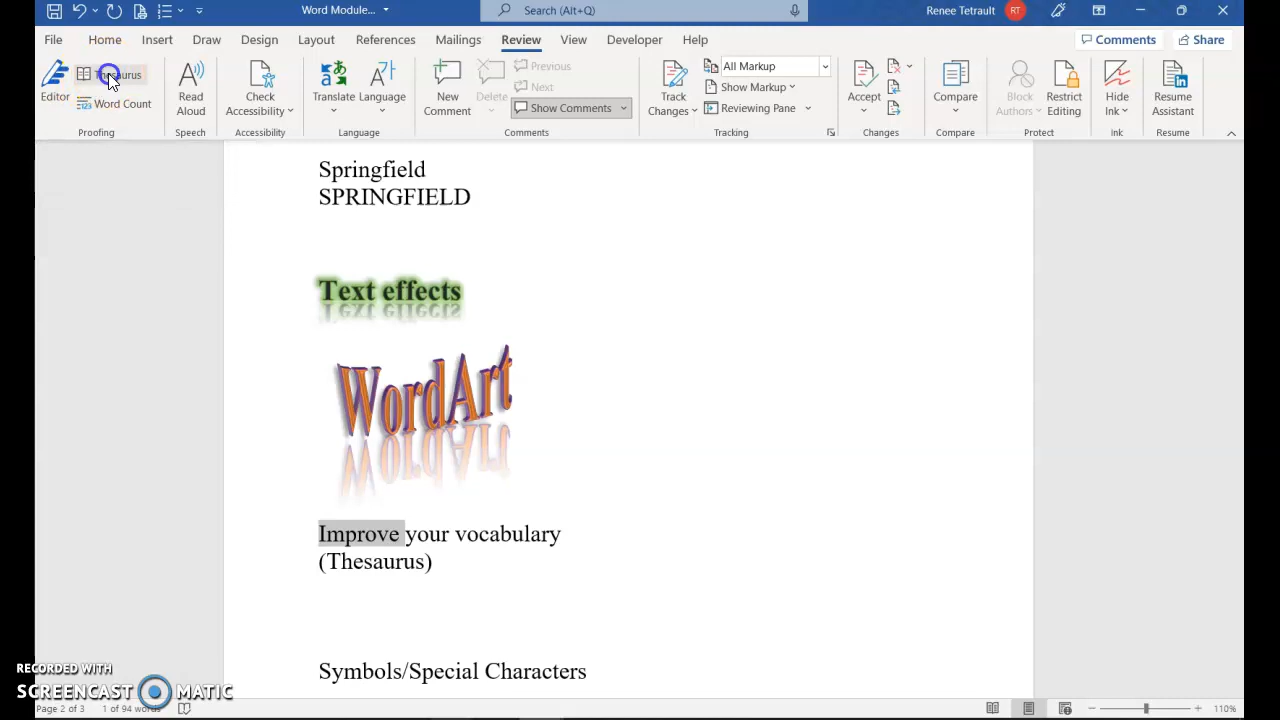 Word Module...
Search (Alt+Q)
Renee Tetrault RT
File Home Insert Draw Design Layout References Mailings Review View Developer Help Comments Share
Editor
Thesaurus
Word Count
Proofing
Read Aloud
Speech
Check Accessibility
Accessibility
Translate Language
Language
New Comment
Delete
Previous
Next
Show Comments
Comments
Track Changes
All Markup
Show Markup
Reviewing Pane
Tracking
Accept
Changes
Compare
Compare
Block Authors
Restrict Editing
Protect
Hide Ink
Ink
Resume Assistant
Resume
Springfield
SPRINGFIELD
Text effects
WordArt
Improve your vocabulary
(Thesaurus)
Symbols/Special Characters
RECORDED WITH
SCREENCAST MATIC
Page 2 of 3 1 of 94 words
110%